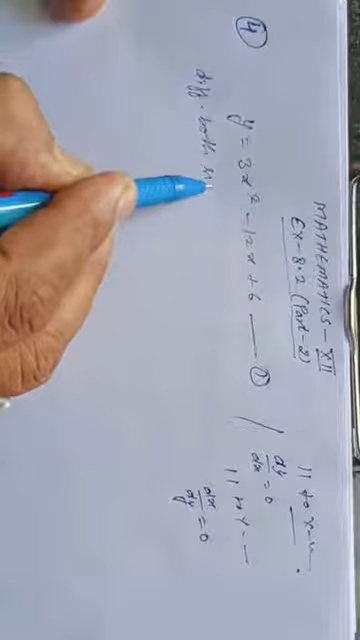 MATHEMATICS - XII
EX - 8.2 (Part-2)
4
y = 3x² - 12x + 6 —— ①
diff. both si
|| to x-
dy/dx = 0
|| to y -
dx/dy = 0